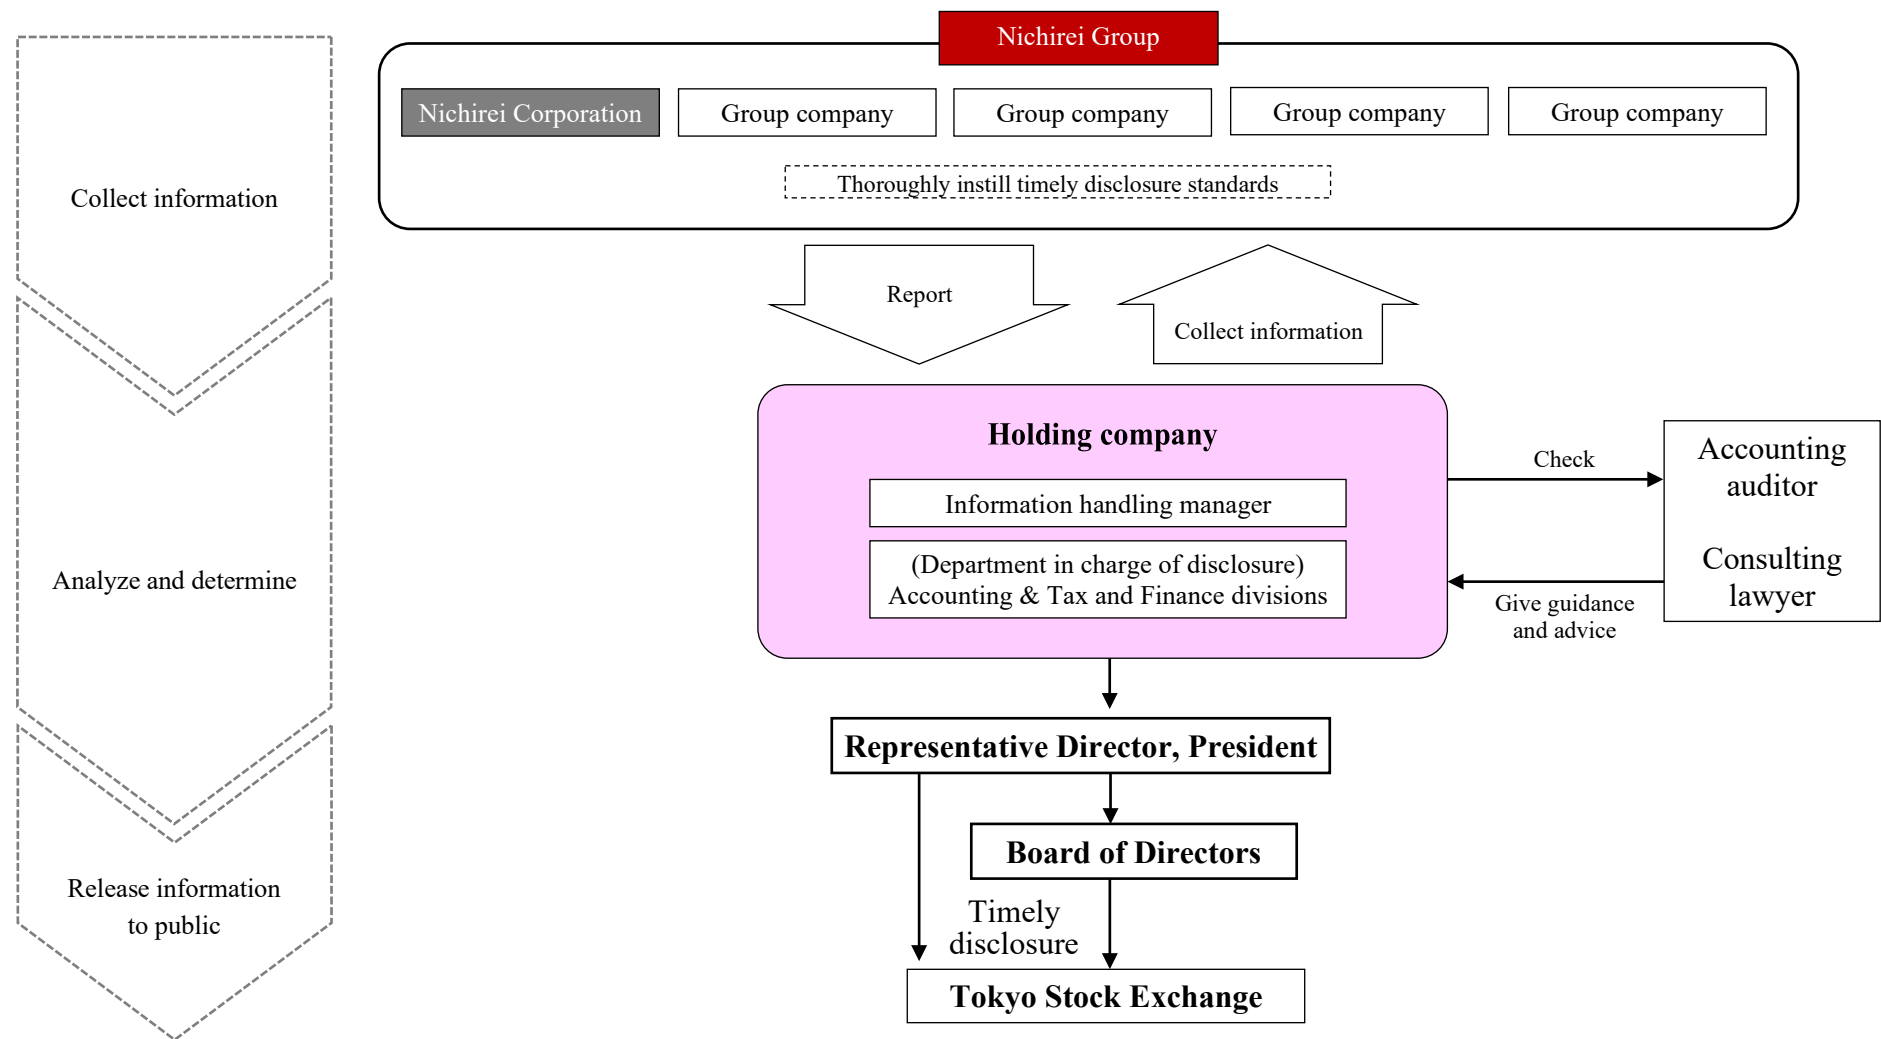 Nichirei Group
Nichirei Corporation
Group company
Group company
Group company
Group company
Thoroughly instill timely disclosure standards
Collect information
Report
Collect information
Holding company
Information handling manager
(Department in charge of disclosure)
Accounting & Tax and Finance divisions
Check
Accounting
auditor
Consulting
lawyer
Give guidance
and advice
Analyze and determine
Representative Director, President
Board of Directors
Release information
to public
Timely
disclosure
Tokyo Stock Exchange